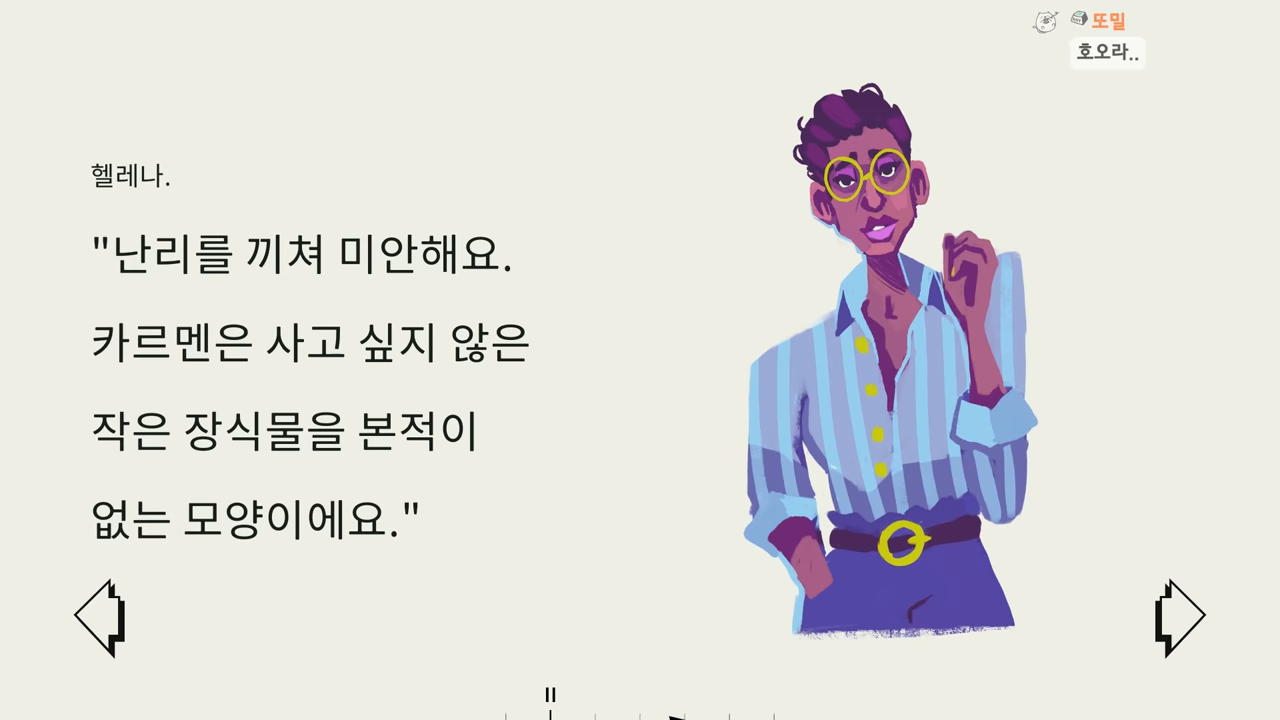 또밀
호오라..
헬레나.
"난리를 끼쳐 미안해요.
카르멘은 사고 싶지 않은
작은 장식물을 본적이
없는 모양이에요."